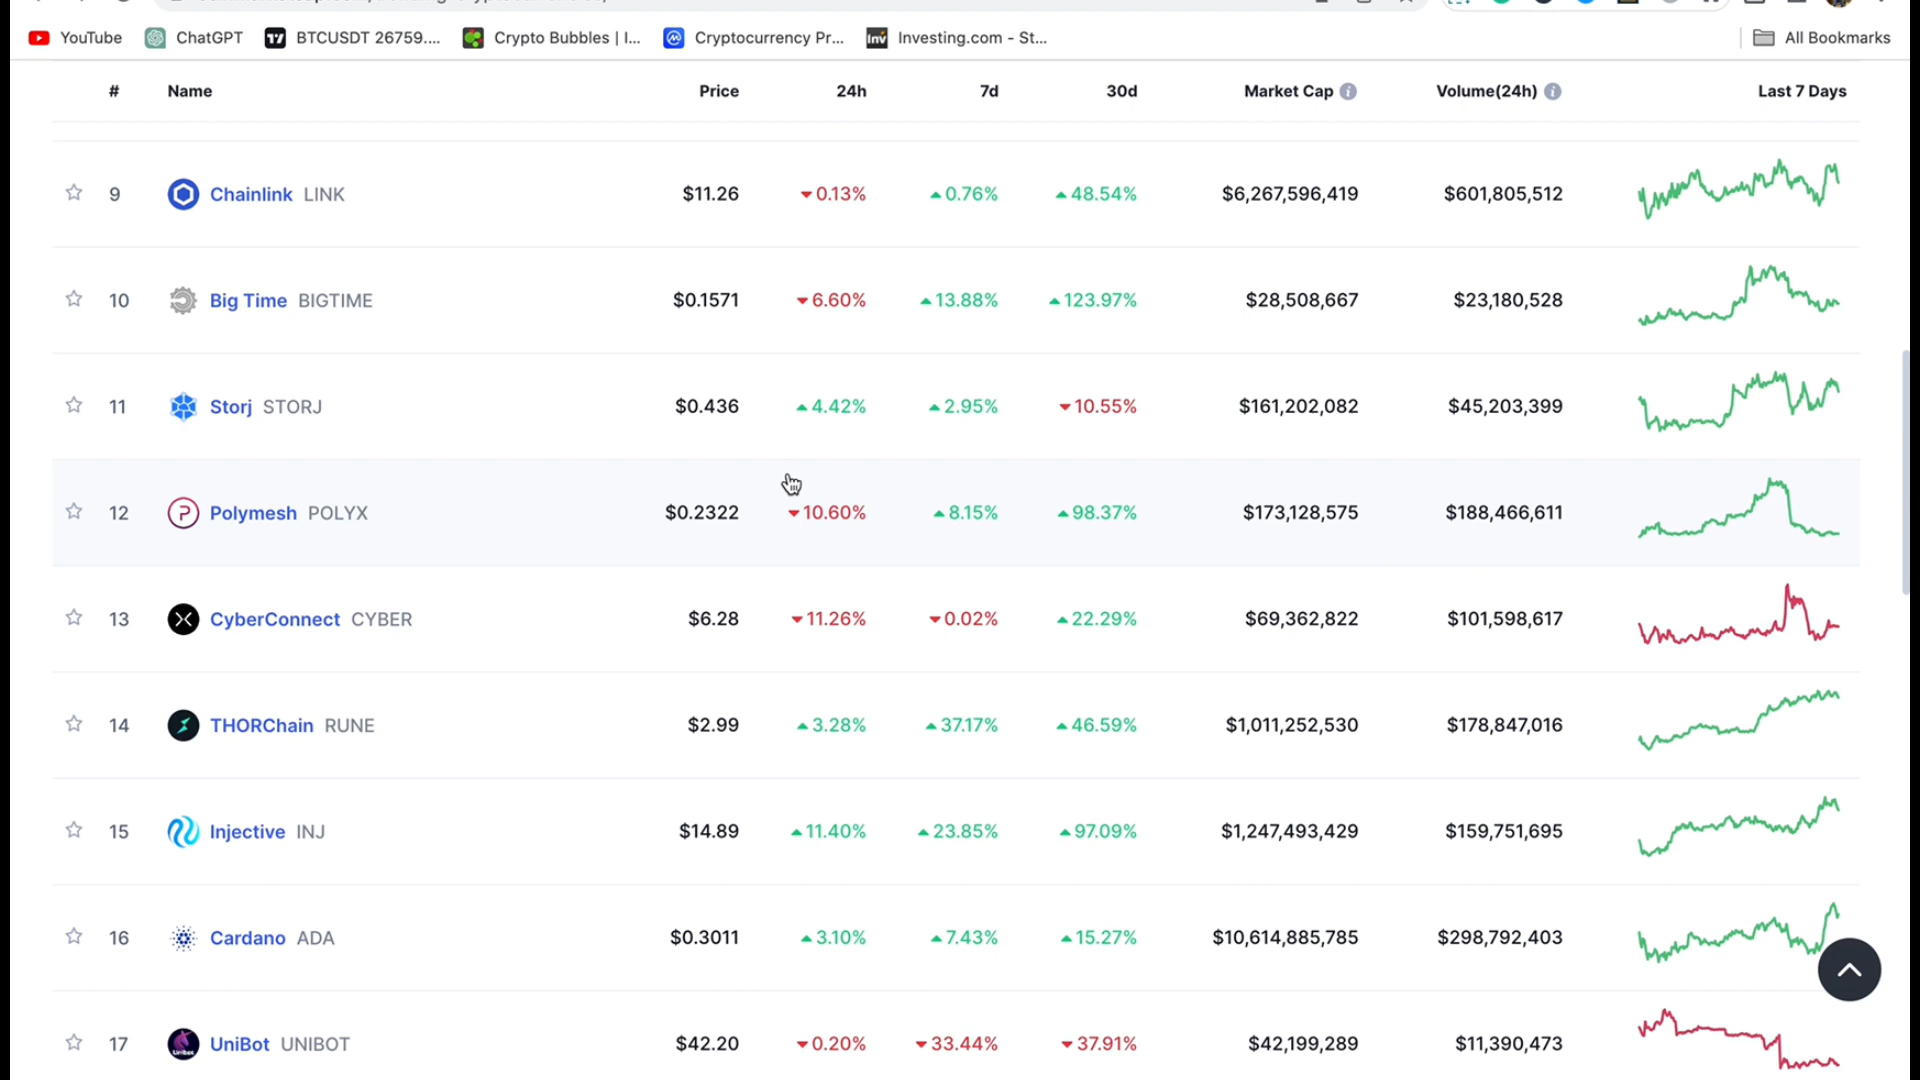 YouTube ChatGPT BTCUSDT 26759.... Crypto Bubbles | I... Cryptocurrency Pr... Investing.com - St... All Bookmarks
# Name Price 24h 7d 30d Market Cap Volume(24h) Last 7 Days
9 Chainlink LINK $11.26 0.13% 0.76% 48.54% $6,267,596,419 $601,805,512
10 Big Time BIGTIME $0.1571 6.60% 13.88% 123.97% $28,508,667 $23,180,528
11 Storj STORJ $0.436 4.42% 2.95% 10.55% $161,202,082 $45,203,399
12 Polymesh POLYX $0.2322 10.60% 8.15% 98.37% $173,128,575 $188,466,611
13 CyberConnect CYBER $6.28 11.26% 0.02% 22.29% $69,362,822 $101,598,617
14 THORChain RUNE $2.99 3.28% 37.17% 46.59% $1,011,252,530 $178,847,016
15 Injective INJ $14.89 11.40% 23.85% 97.09% $1,247,493,429 $159,751,695
16 Cardano ADA $0.3011 3.10% 7.43% 15.27% $10,614,885,785 $298,792,403
17 UniBot UNIBOT $42.20 0.20% 33.44% 37.91% $42,199,289 $11,390,473